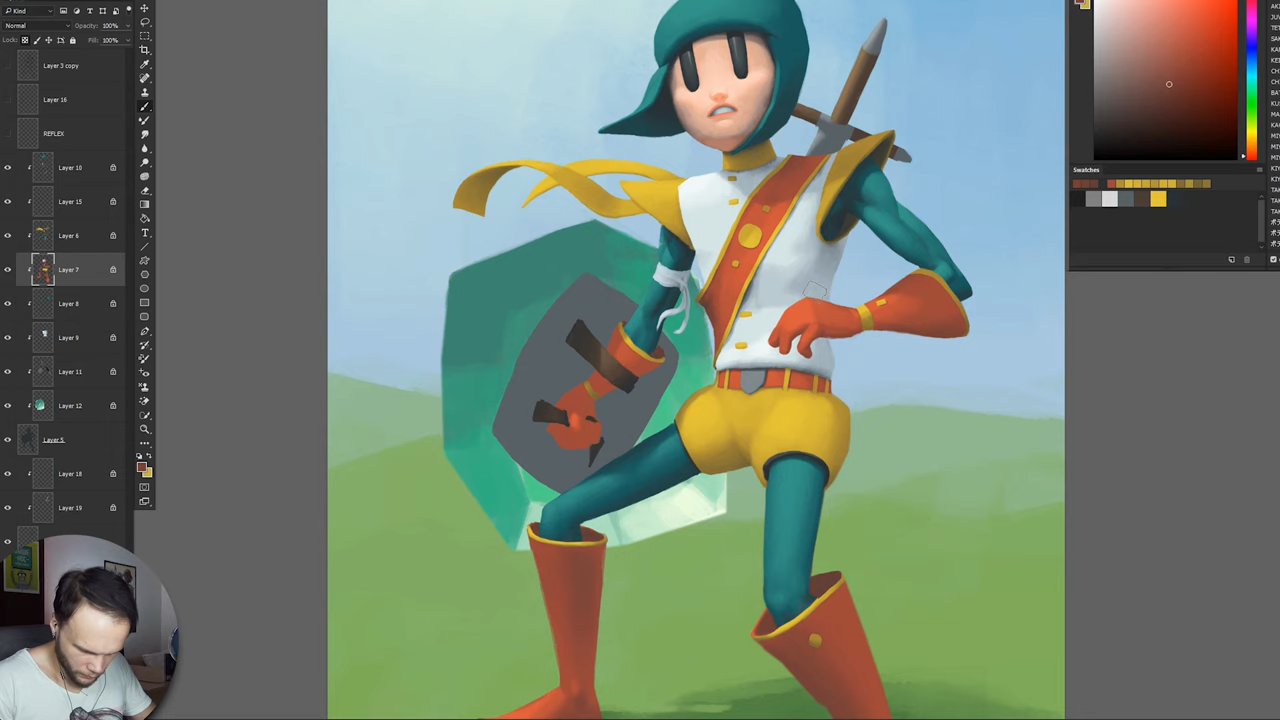 Kind
Normal
Opacity: 100%
Lock:
Fill: 100%
Layer 3 copy
Layer 16
REFLEX
Layer 10
Layer 15
Layer 6
Layer 7
Layer 8
Layer 9
Layer 11
Layer 12
Layer 5
Layer 18
Layer 19
Swatches